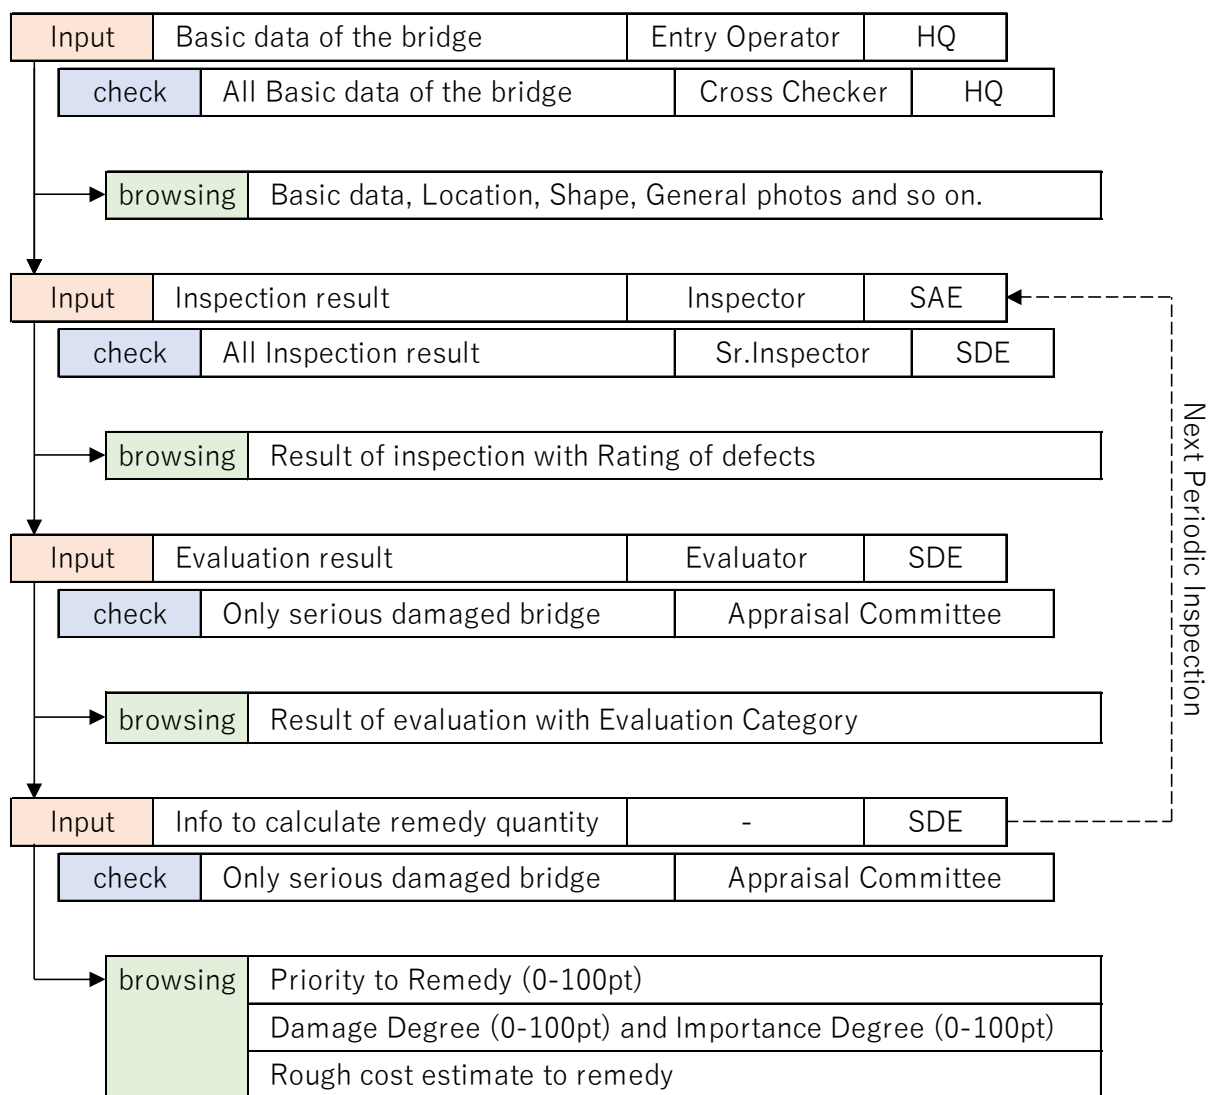 Input Basic data of the bridge Entry Operator HQ
check All Basic data of the bridge Cross Checker HQ
browsing Basic data, Location, Shape, General photos and so on.
Input Inspection result Inspector SAE
check All Inspection result Sr.Inspector SDE
browsing Result of inspection with Rating of defects
Input Evaluation result Evaluator SDE
check Only serious damaged bridge Appraisal Committee
browsing Result of evaluation with Evaluation Category
Input Info to calculate remedy quantity - SDE
check Only serious damaged bridge Appraisal Committee
browsing Priority to Remedy (0-100pt)
Damage Degree (0-100pt) and Importance Degree (0-100pt)
Rough cost estimate to remedy
Next Periodic Inspection